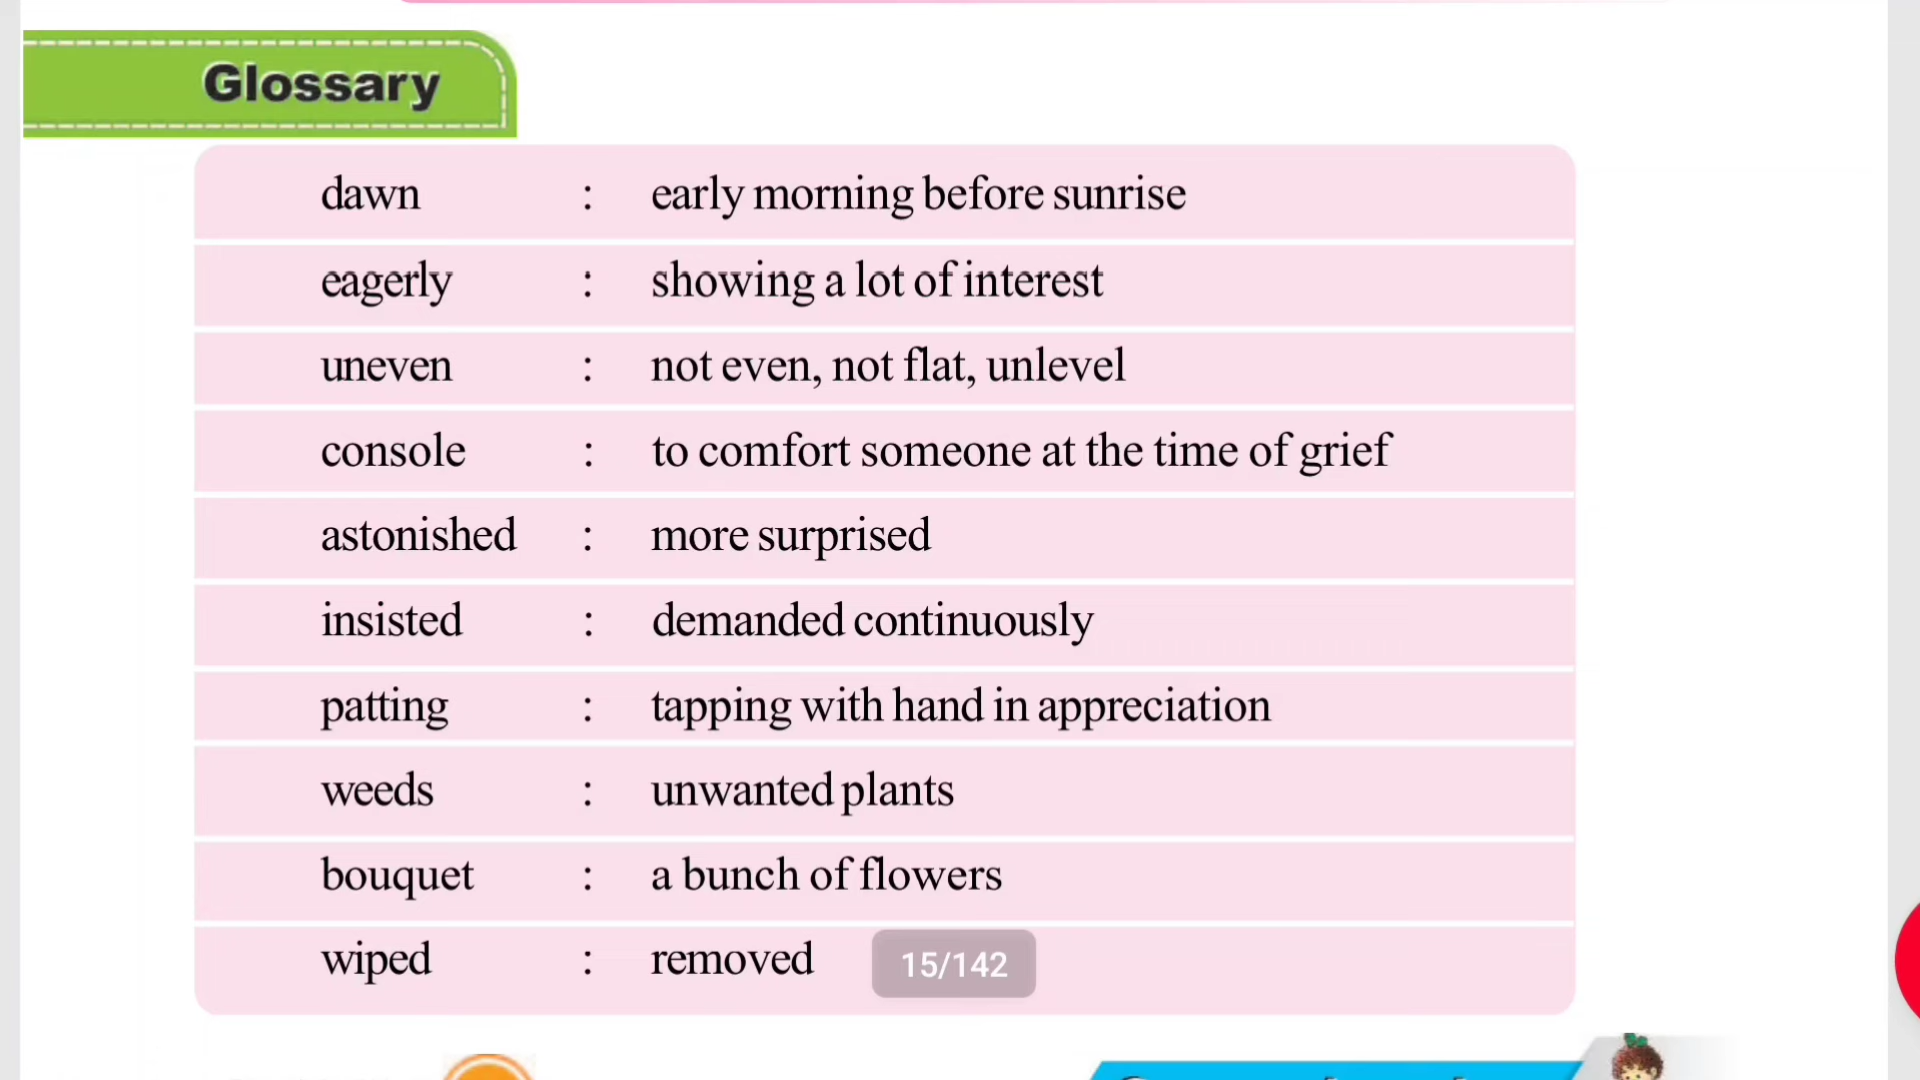 Glossary
dawn : early morning before sunrise
eagerly : showing a lot of interest
uneven : not even, not flat, unlevel
console : to comfort someone at the time of grief
astonished : more surprised
insisted : demanded continuously
patting : tapping with hand in appreciation
weeds : unwanted plants
bouquet : a bunch of flowers
wiped : removed
15/142